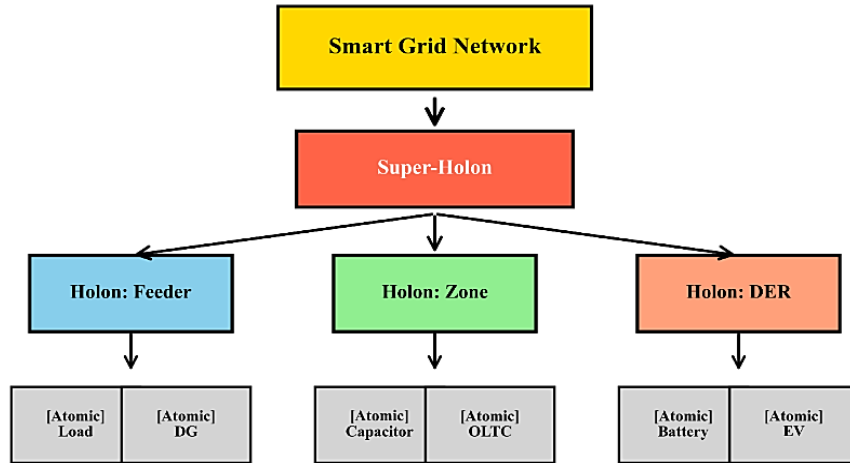 Smart Grid Network
Super-Holon
Holon: Feeder
Holon: Zone
Holon: DER
[Atomic]
Load
[Atomic]
DG
[Atomic]
Capacitor
[Atomic]
OLTC
[Atomic]
Battery
[Atomic]
EV